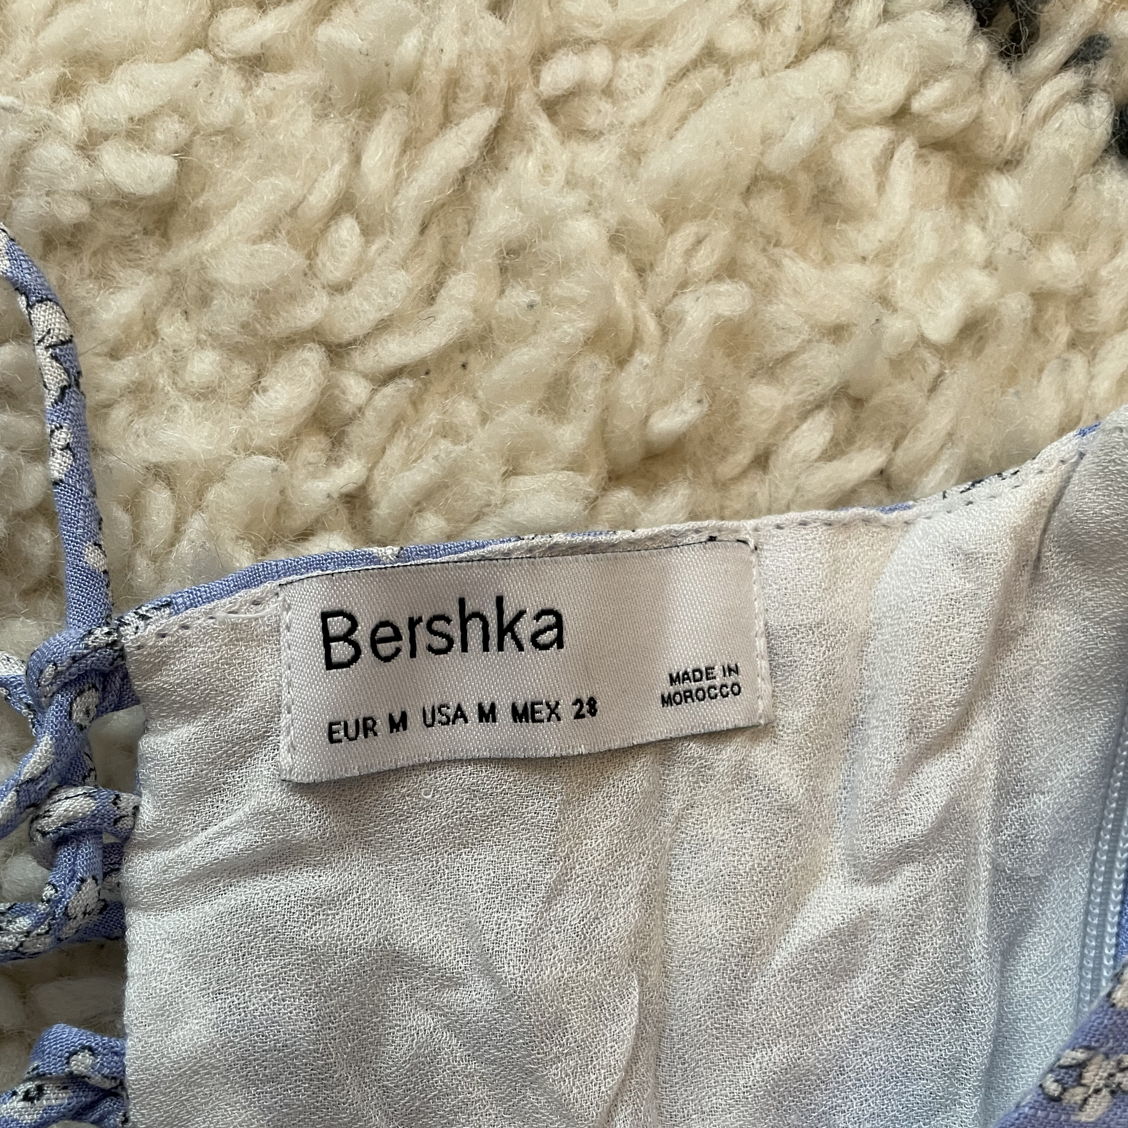 Bershka
EUR M USA M MEX 28
MADE IN
MOROCCO